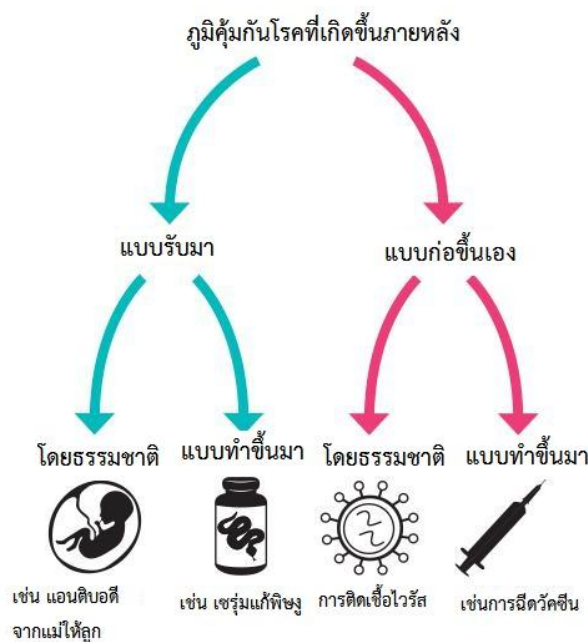 ภูมิคุ้มกันโรคที่เกิดขึ้นภายหลัง
แบบรับมา
แบบก่อขึ้นเอง
โดยธรรมชาติ
แบบทำขึ้นมา
โดยธรรมชาติ
แบบทำขึ้นมา
เช่น แอนติบอดี
จากแม่ให้ลูก
เช่น เซรุ่มแก้พิษงู
การติดเชื้อไวรัส
เช่นการฉีดวัคซีน